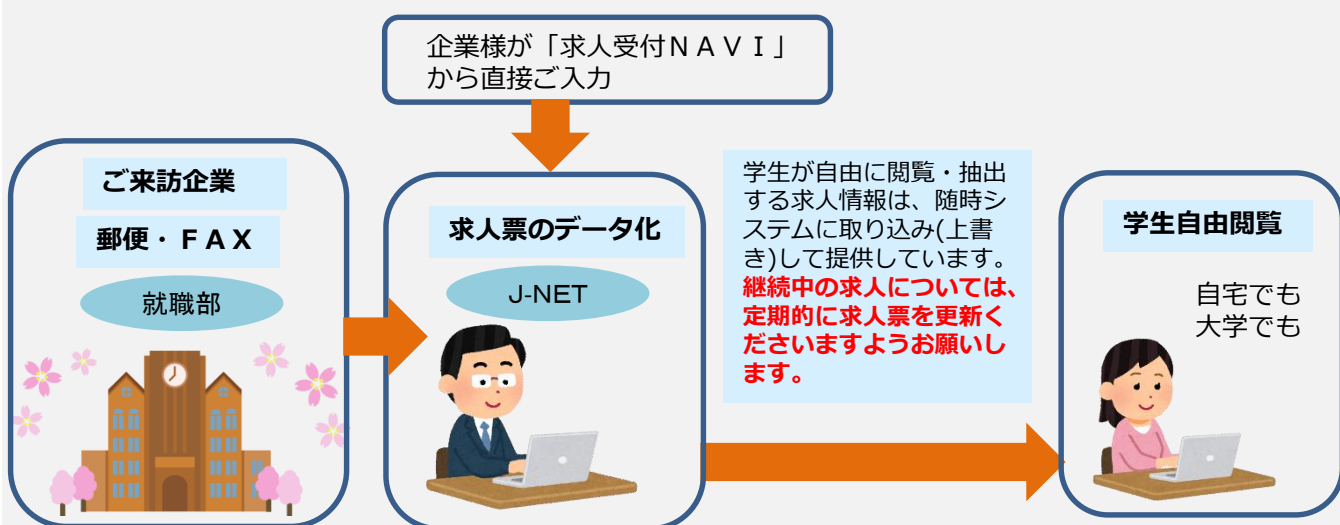 企業様が「求人受付ＮＡＶＩ」
から直接ご入力
ご来訪企業
郵便・ＦＡＸ
就職部
求人票のデータ化
J-NET
学生が自由に閲覧・抽出
する求人情報は、随時シ
ステムに取り込み(上書
き)して提供しています。
継続中の求人については、
定期的に求人票を更新く
ださいますようお願いし
ます。
学生自由閲覧
自宅でも
大学でも